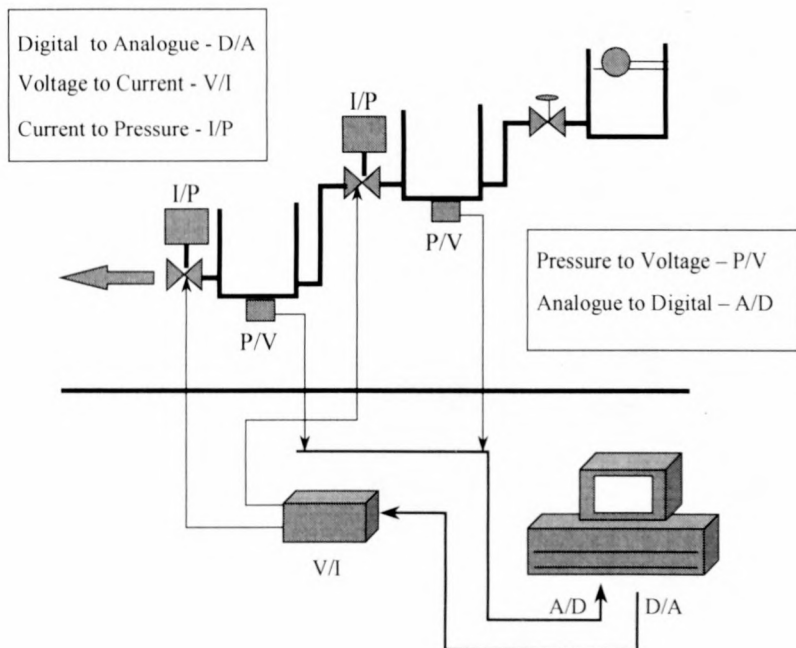 Digital to Analogue - D/A
Voltage to Current - V/I
Current to Pressure - I/P
I/P
I/P
P/V
P/V
Pressure to Voltage – P/V
Analogue to Digital – A/D
V/I
A/D
D/A